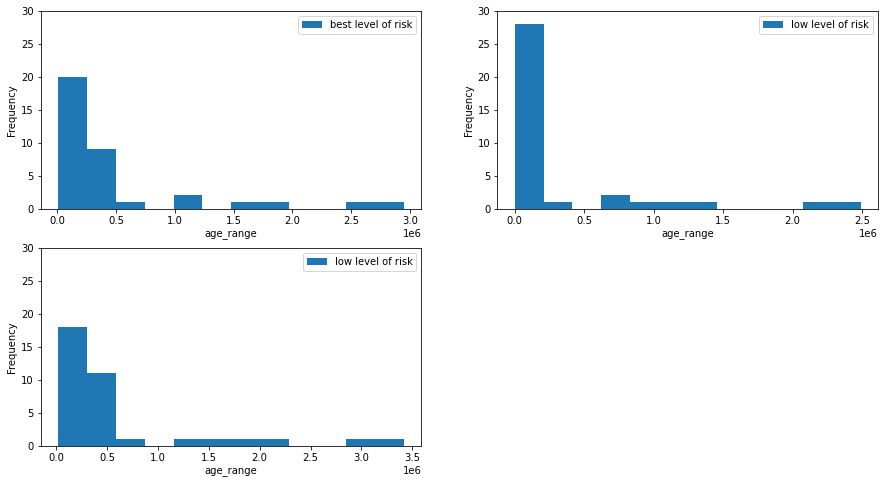 best level of risk
30
25
20
15
10
5
0
Frequency
0.0 0.5 1.0 1.5 2.0 2.5 3.0
1e6
age_range
low level of risk
30
25
20
15
10
5
0
Frequency
0.0 0.5 1.0 1.5 2.0 2.5
1e6
age_range
low level of risk
30
25
20
15
10
5
0
Frequency
0.0 0.5 1.0 1.5 2.0 2.5 3.0 3.5
1e6
age_range